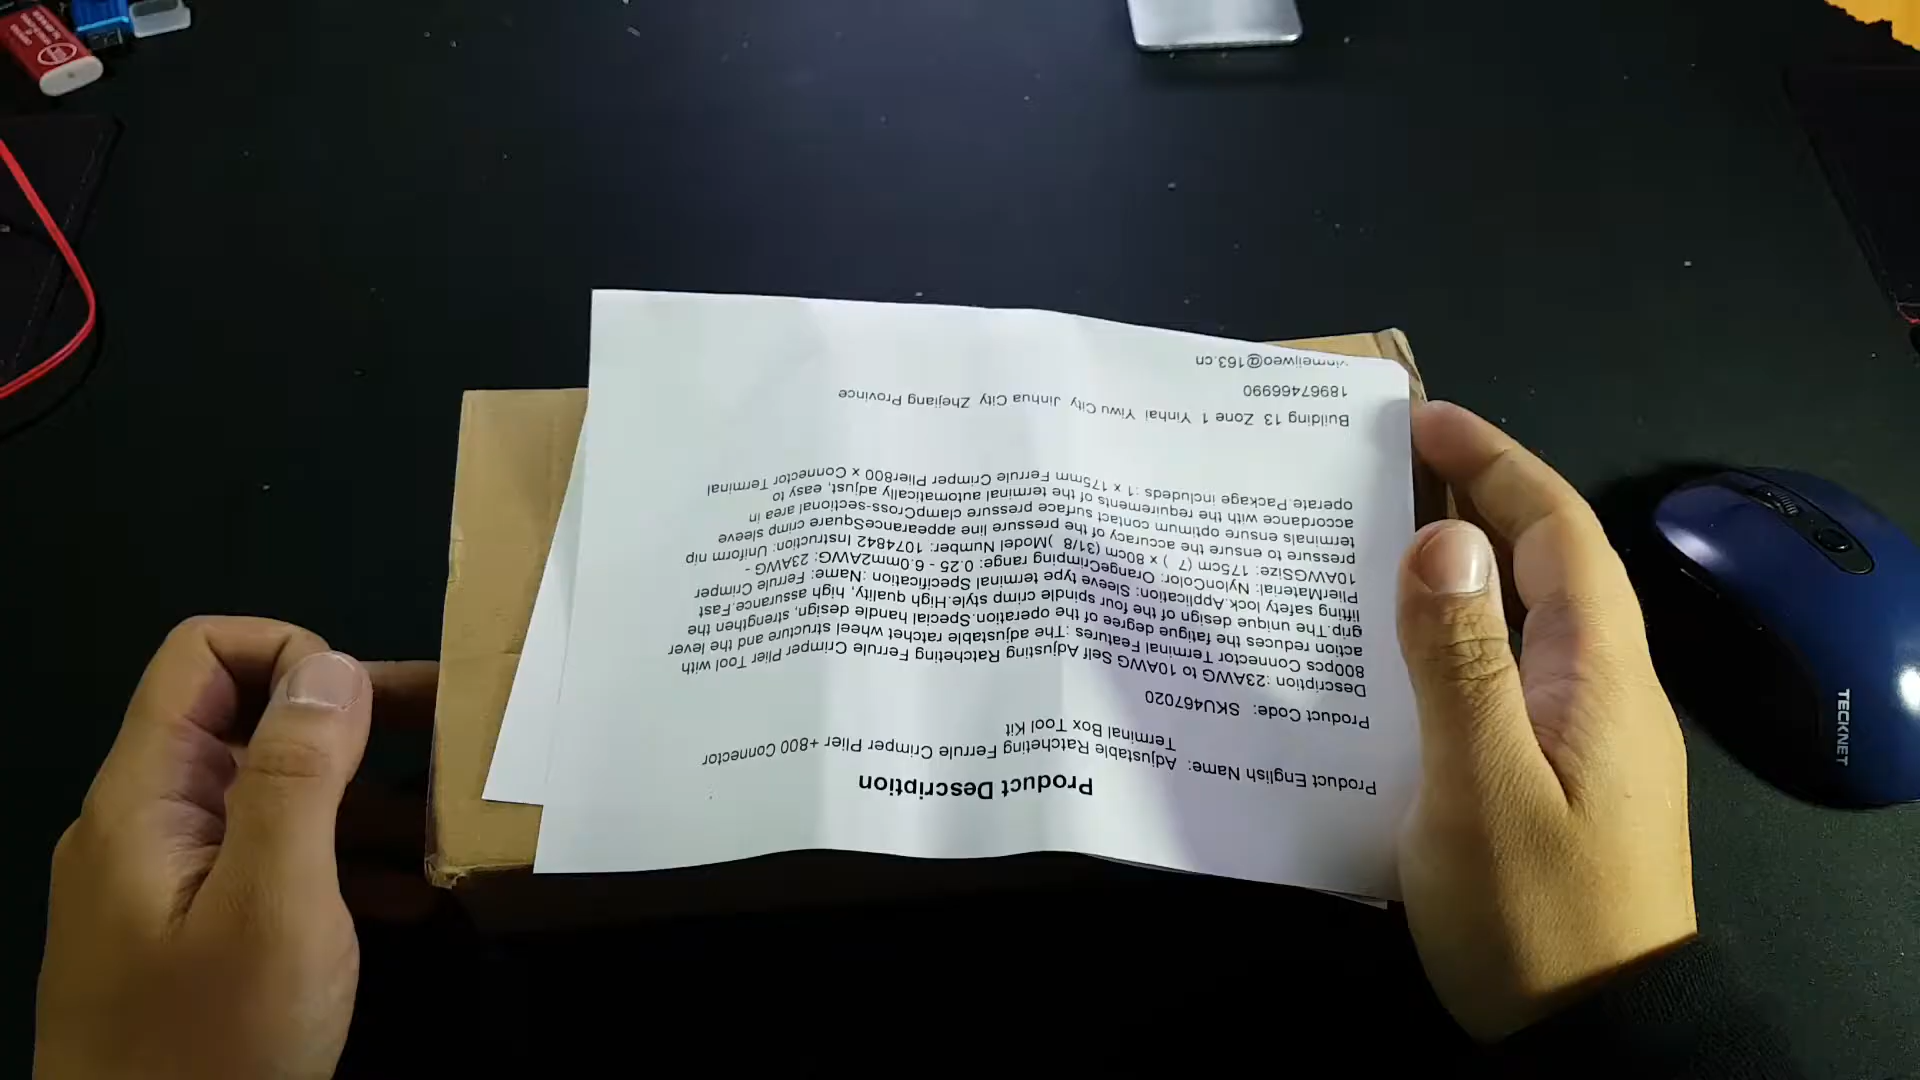 Product Description
Product English Name: Adjustable Ratcheting Ferrule Crimper Plier +800 Connector
Terminal Box Tool Kit
Product Code: SKU467020
Description :23AWG to 10AWG Self Adjusting Ratcheting Ferrule Crimper Plier Tool with
800pcs Connector Terminal Features :The adjustable ratchet wheel structure and the lever
action reduces the fatigue degree of the operation.Special handle design, strengthen the
grip.The unique design of the four spindle crimp style.High quality, high assurance.Fast
lifting safety lock.Application: Sleeve type terminal Specification :Name: Ferrule Crimper
PlierMaterial: NylonColor: OrangeCrimping range: 0.25 - 6.0mm2AWG: 23AWG -
10AWGSize: 175cm (7 ) x 80cm (31/8 )Model Number: 1074842 Instruction: Uniform nip
pressure to ensure the accuracy of the pressure line appearanceSquare crimp sleeve
terminals ensure optimum contact surface pressure clampCross-sectional area in
accordance with the requirements of the terminal automatically adjust, easy to
operate.Package includeds :1 x 175mm Ferrule Crimper Plier800 x Connector Terminal
Building 13 Zone 1 Yinhai Yiwu City Jinhua City Zhejiang Province
18967466990
yinmeijweo@163.cn
TECKNET